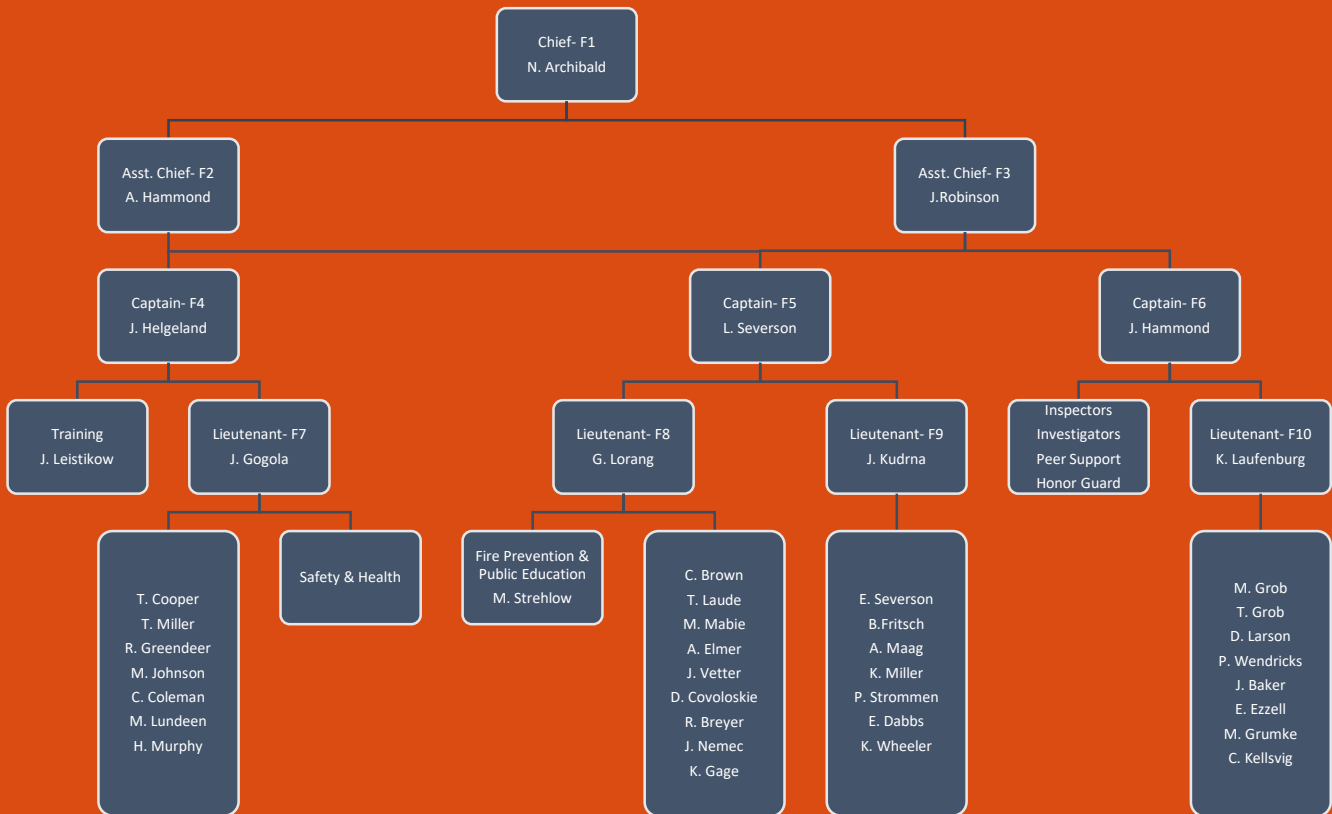 Chief- F1
N. Archibald
Asst. Chief- F2
A. Hammond
Asst. Chief- F3
J.Robinson
Captain- F4
J. Helgeland
Captain- F5
L. Severson
Captain- F6
J. Hammond
Training
J. Leistikow
Lieutenant- F7
J. Gogola
Lieutenant- F8
G. Lorang
Lieutenant- F9
J. Kudrna
Inspectors
Investigators
Peer Support
Honor Guard
Lieutenant- F10
K. Laufenburg
T. Cooper
T. Miller
R. Greendeer
M. Johnson
C. Coleman
M. Lundeen
H. Murphy
Safety & Health
Fire Prevention &
Public Education
M. Strehlow
C. Brown
T. Laude
M. Mabie
A. Elmer
J. Vetter
D. Covoloskie
R. Breyer
J. Nemec
K. Gage
E. Severson
B.Fritsch
A. Maag
K. Miller
P. Strommen
E. Dabbs
K. Wheeler
M. Grob
T. Grob
D. Larson
P. Wendricks
J. Baker
E. Ezzell
M. Grumke
C. Kellsvig